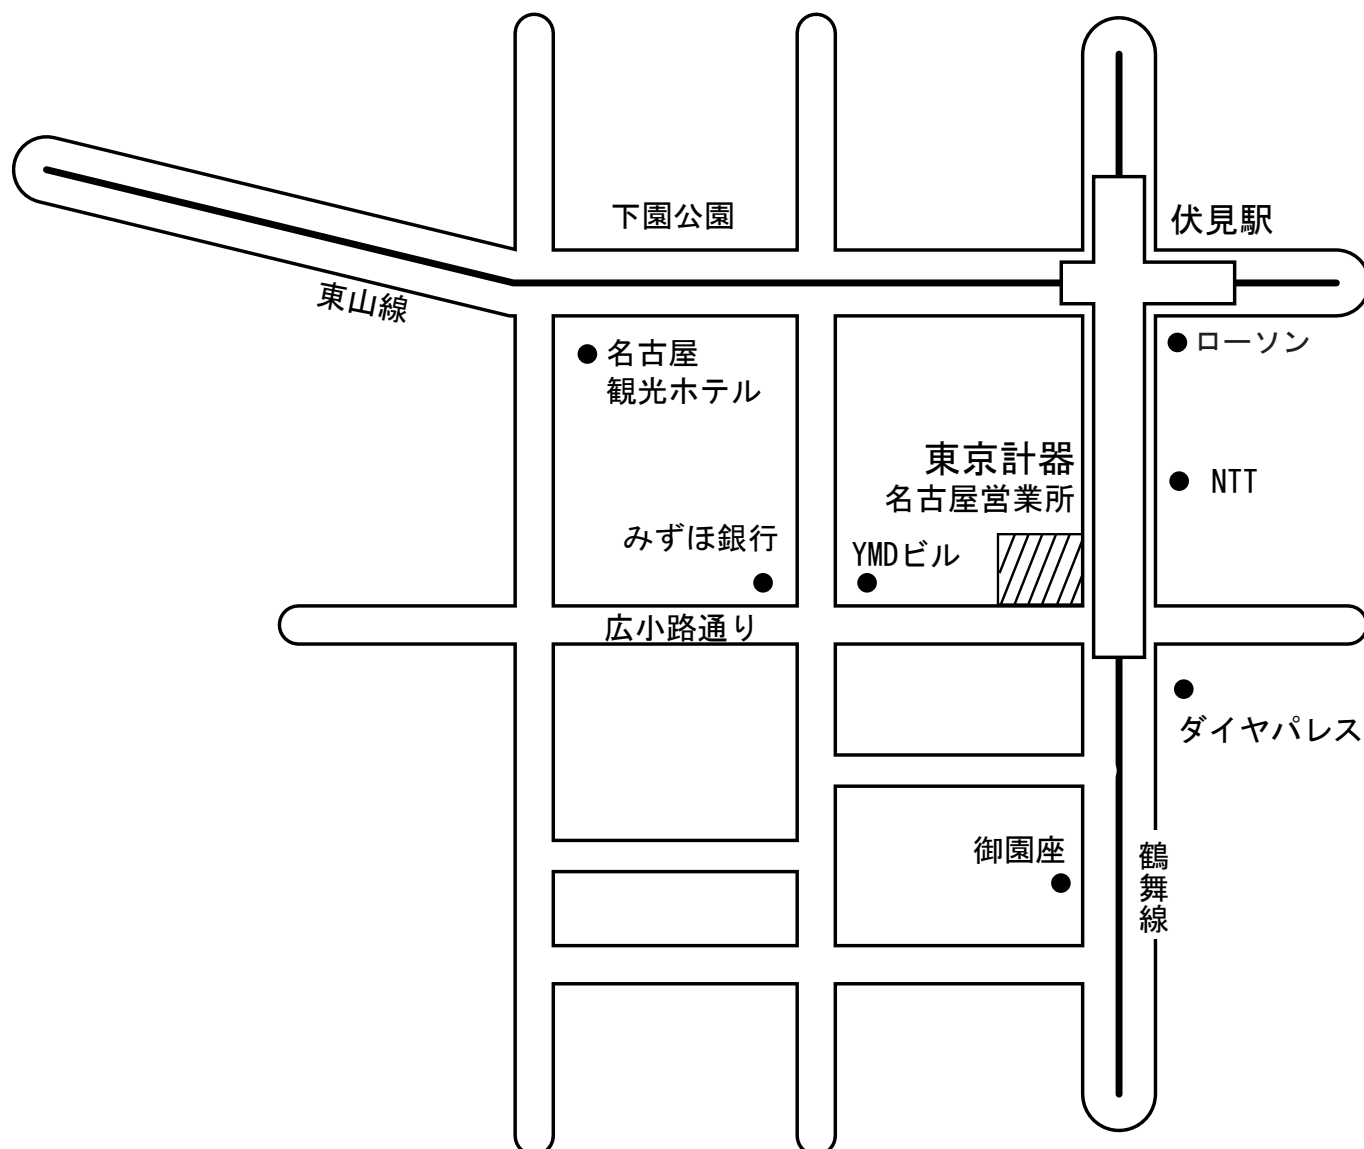 下園公園
伏見駅
東山線
ローソン
名古屋
観光ホテル
東京計器
名古屋営業所
NTT
みずほ銀行
YMDビル
広小路通り
ダイヤパレス
御園座
鶴舞線